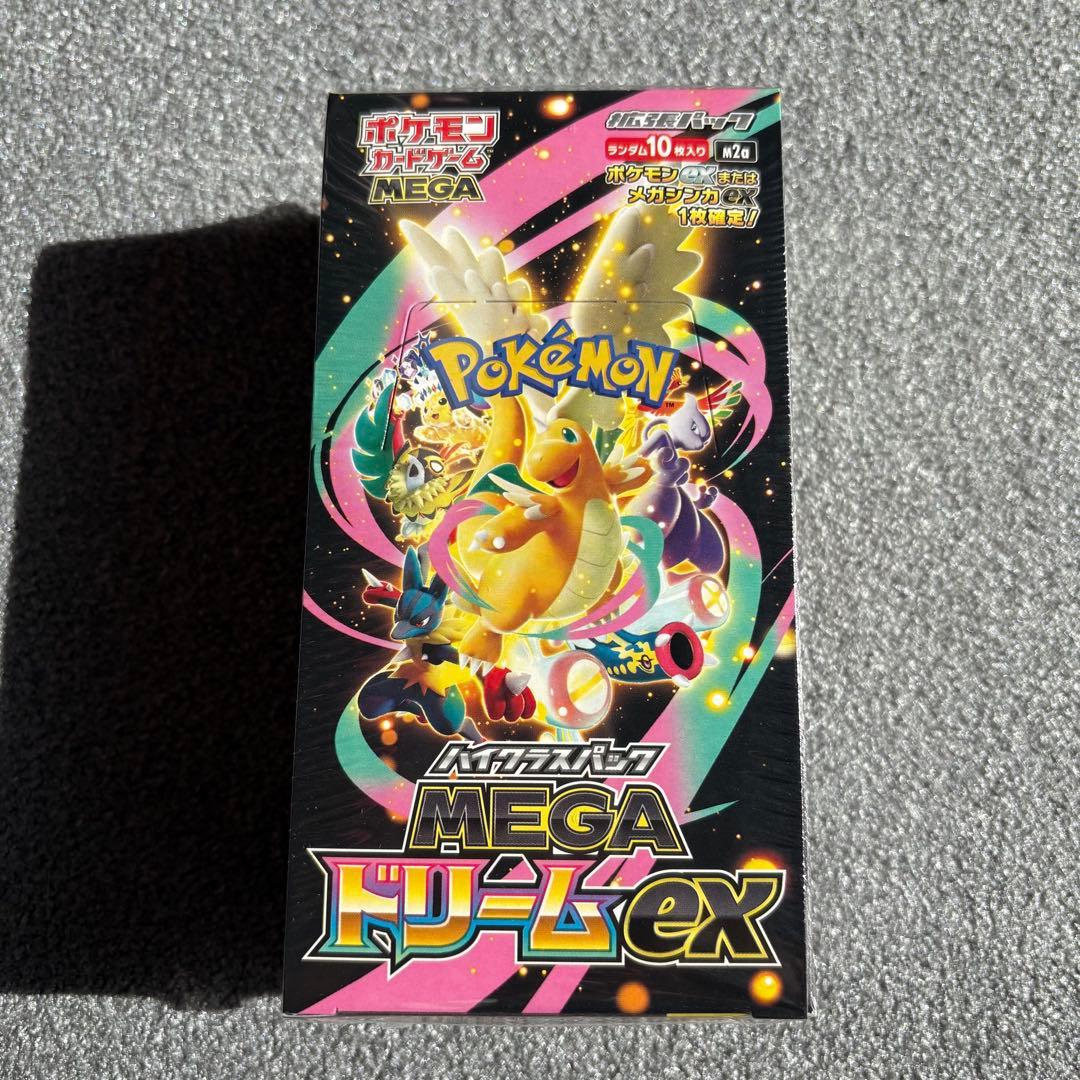 ポケモン
カードゲーム
MEGA
拡張パック
ランダム10枚入り M2a
ポケモンexまたは
メガシンカex
1枚確定!
POKéMON
TM
ハイクラスパック
MEGA
ドリームex